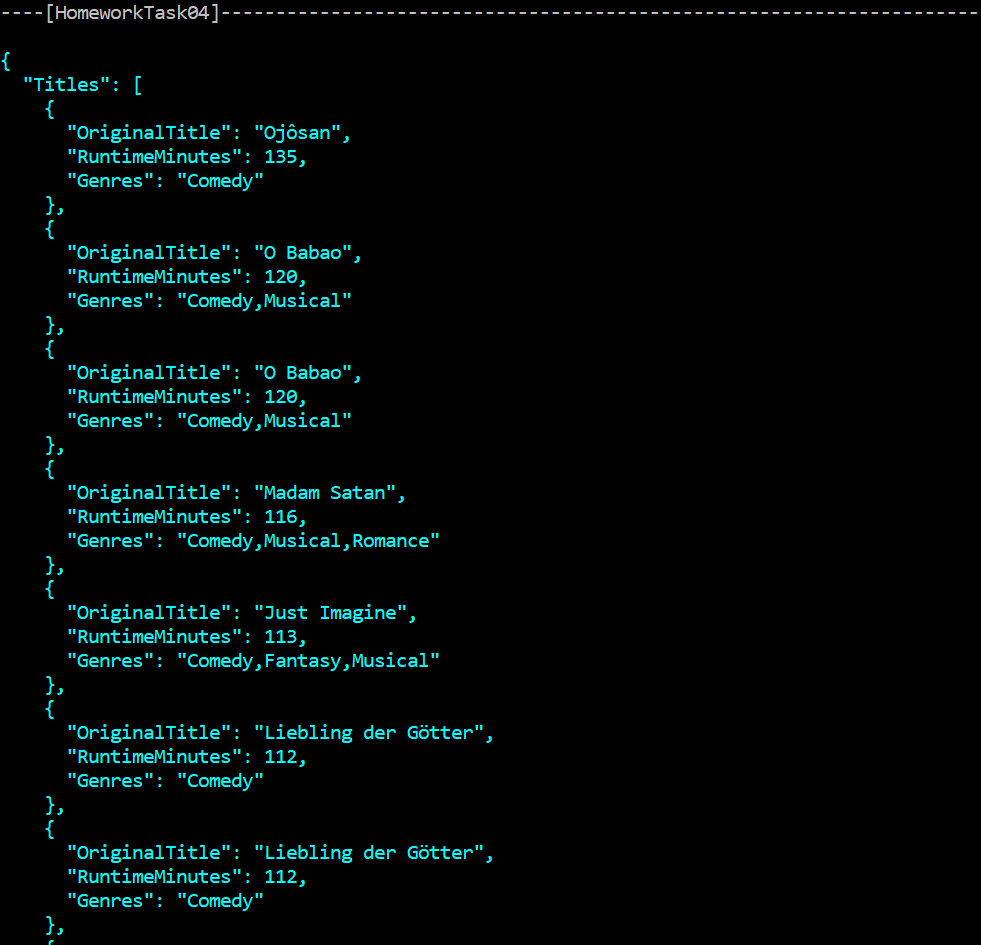 ----[HomeworkTask04]---------------------------------------------------------------------
{
  "Titles": [
    {
      "OriginalTitle": "Ojôsan",
      "RuntimeMinutes": 135,
      "Genres": "Comedy"
    },
    {
      "OriginalTitle": "O Babao",
      "RuntimeMinutes": 120,
      "Genres": "Comedy,Musical"
    },
    {
      "OriginalTitle": "O Babao",
      "RuntimeMinutes": 120,
      "Genres": "Comedy,Musical"
    },
    {
      "OriginalTitle": "Madam Satan",
      "RuntimeMinutes": 116,
      "Genres": "Comedy,Musical,Romance"
    },
    {
      "OriginalTitle": "Just Imagine",
      "RuntimeMinutes": 113,
      "Genres": "Comedy,Fantasy,Musical"
    },
    {
      "OriginalTitle": "Liebling der Götter",
      "RuntimeMinutes": 112,
      "Genres": "Comedy"
    },
    {
      "OriginalTitle": "Liebling der Götter",
      "RuntimeMinutes": 112,
      "Genres": "Comedy"
    },